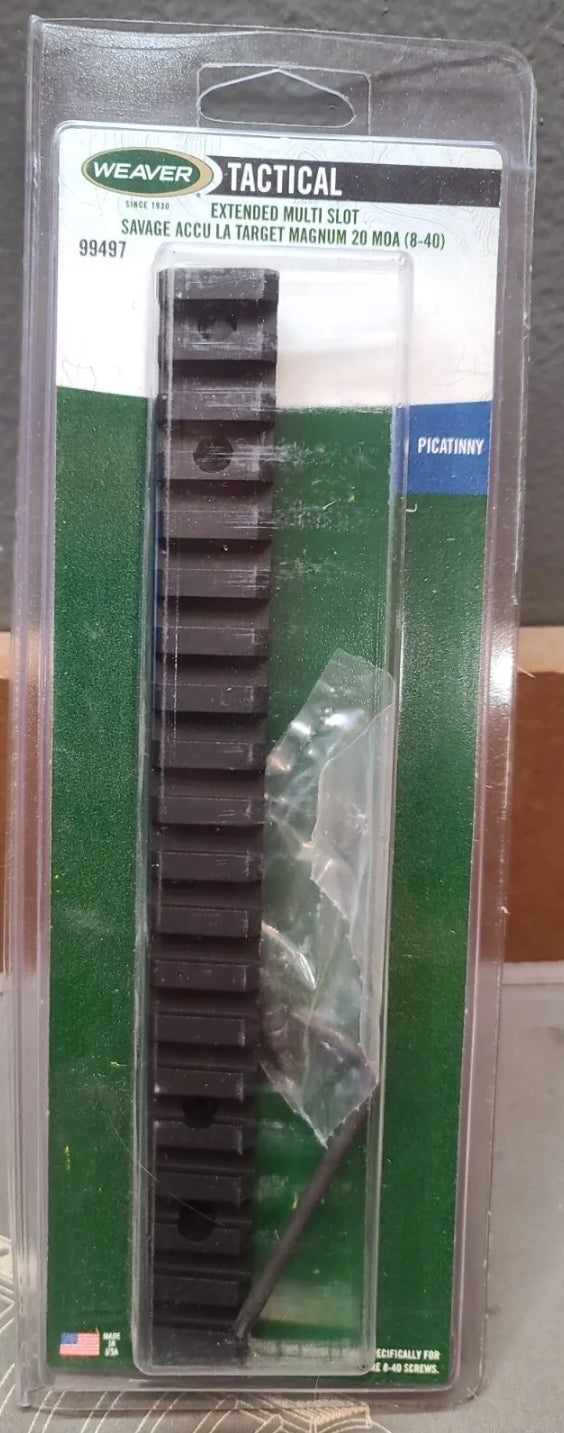 WEAVER
TACTICAL
SINCE 1930
EXTENDED MULTI SLOT
SAVAGE ACCU LA TARGET MAGNUM 20 MOA (8-40)
99497
PICATINNY
MADE
IN
USA
ECIFICALLY FOR
RE 8-40 SCREWS.